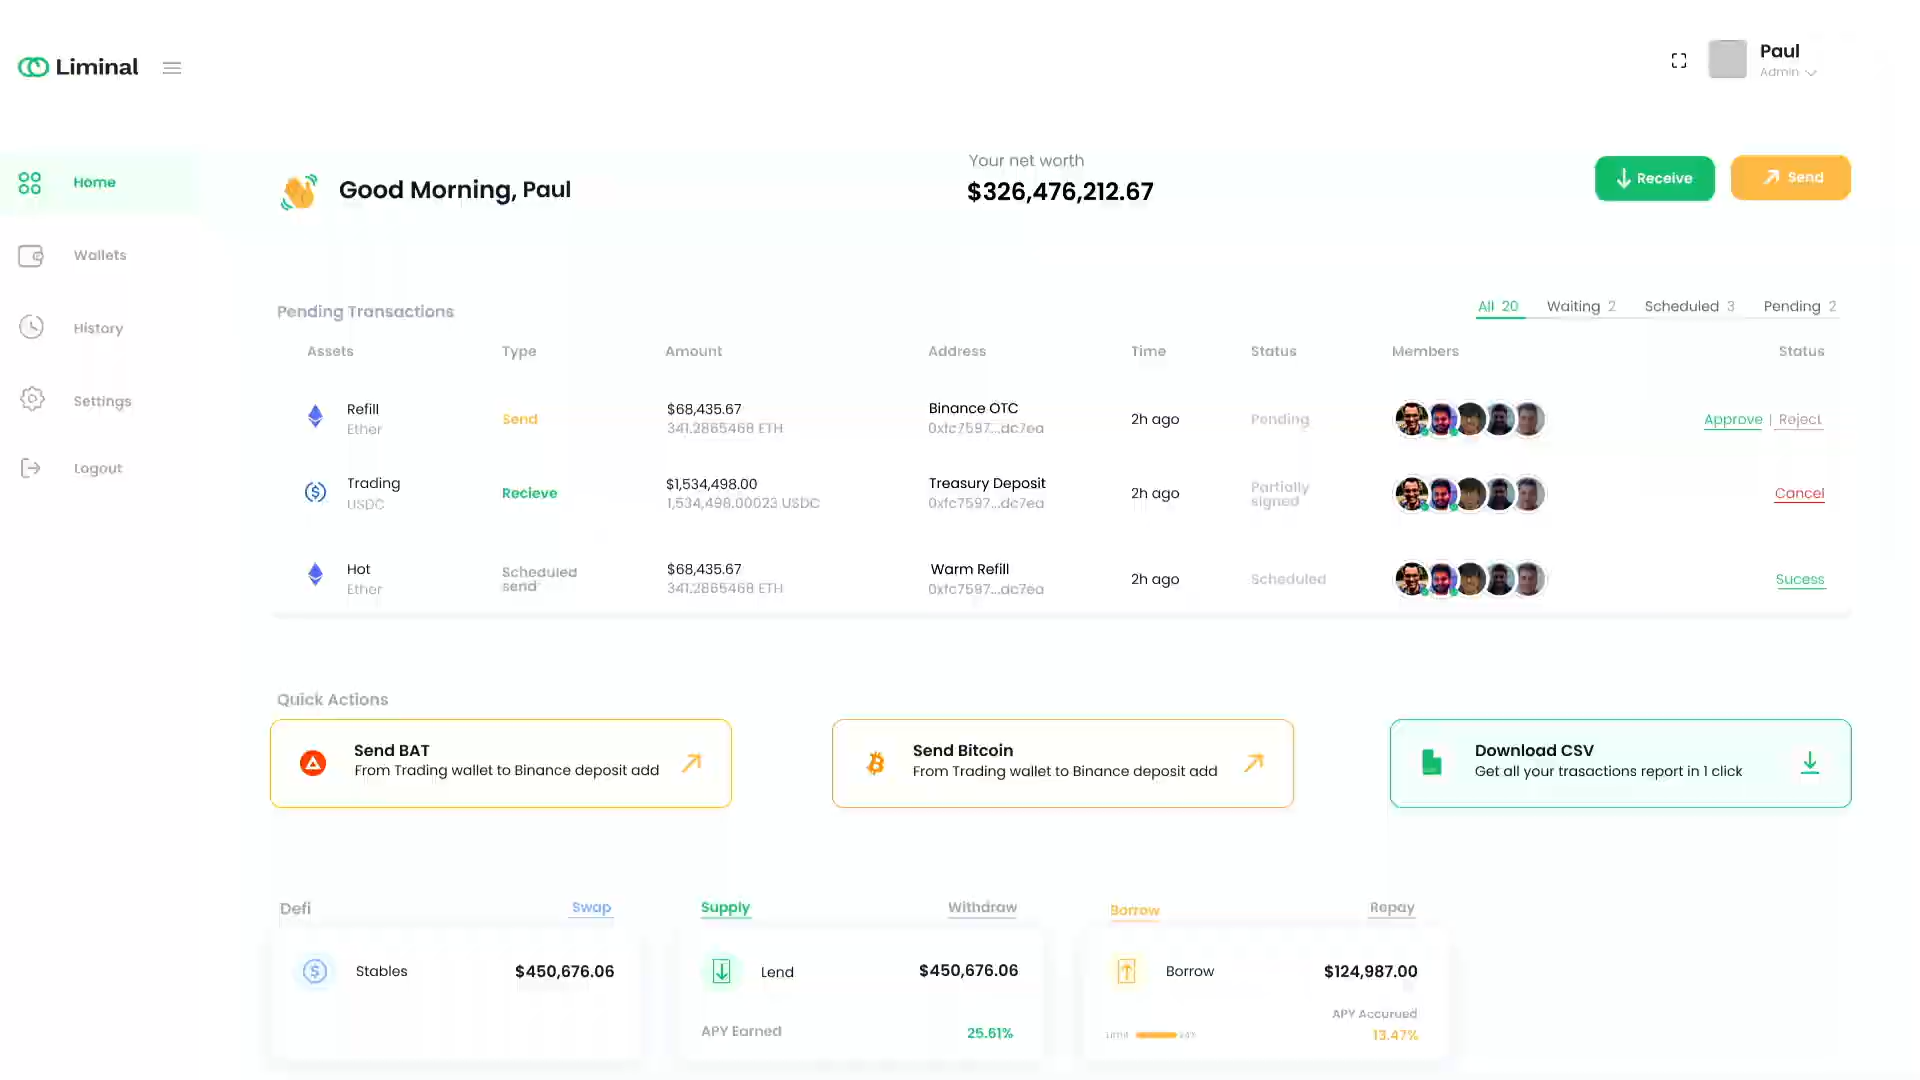 Liminal
Paul
Admin
Home
Wallets
History
Settings
Logout
Good Morning, Paul
Your net worth
$326,476,212.67
Receive
Send
Pending Transactions
All 20 Waiting 2 Scheduled 3 Pending 2
Assets Type Amount Address Time Status Members Status
Refill
Ether
Send
$68,435.67
341.2865468 ETH
Binance OTC
0xfc7597...dc7ea
2h ago
Pending
Approve | Reject
Trading
USDC
Recieve
$1,534,498.00
1,534,498.00023 USDC
Treasury Deposit
0xfc7597...dc7ea
2h ago
Partially
signed
Cancel
Hot
Ether
Scheduled
send
$68,435.67
341.2865468 ETH
Warm Refill
0xfc7597...dc7ea
2h ago
Scheduled
Sucess
Quick Actions
Send BAT
From Trading wallet to Binance deposit add
Send Bitcoin
From Trading wallet to Binance deposit add
Download CSV
Get all your trasactions report in 1 click
Defi Swap
Stables $450,676.06
Supply Withdraw
Lend $450,676.06
APY Earned 25.61%
Borrow Repay
Borrow $124,987.00
APY Accurued
Limit
13.47%